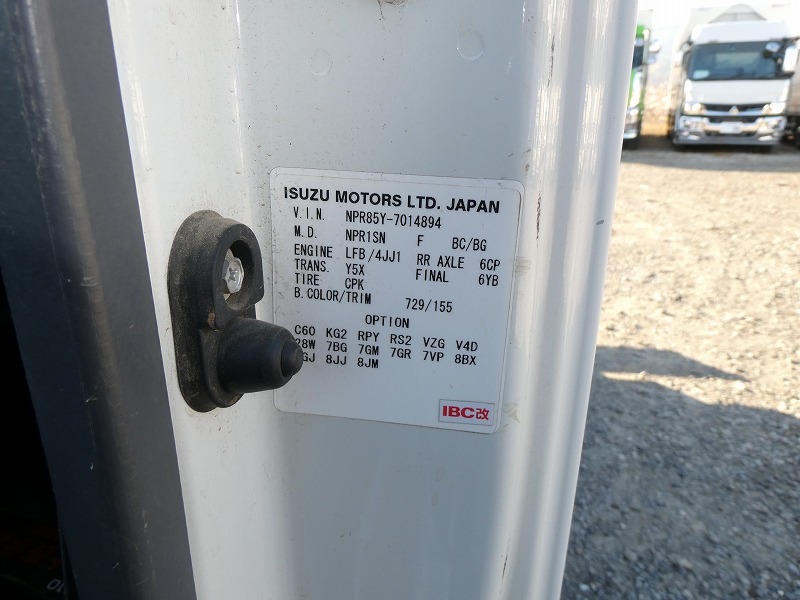 ISUZU MOTORS LTD. JAPAN
V.I.N. NPR85Y-7014894
M.D. NPR1SN F BC/BG
ENGINE LFB/4JJ1 RR AXLE 6CP
TRANS. Y5X FINAL 6YB
TIRE CPK
B.COLOR/TRIM 729/155
OPTION
C60 KG2 RPY RS2 VZG V4D
28W 7BG 7GM 7GR 7VP 8BX
8JJ 8JM
IBC改